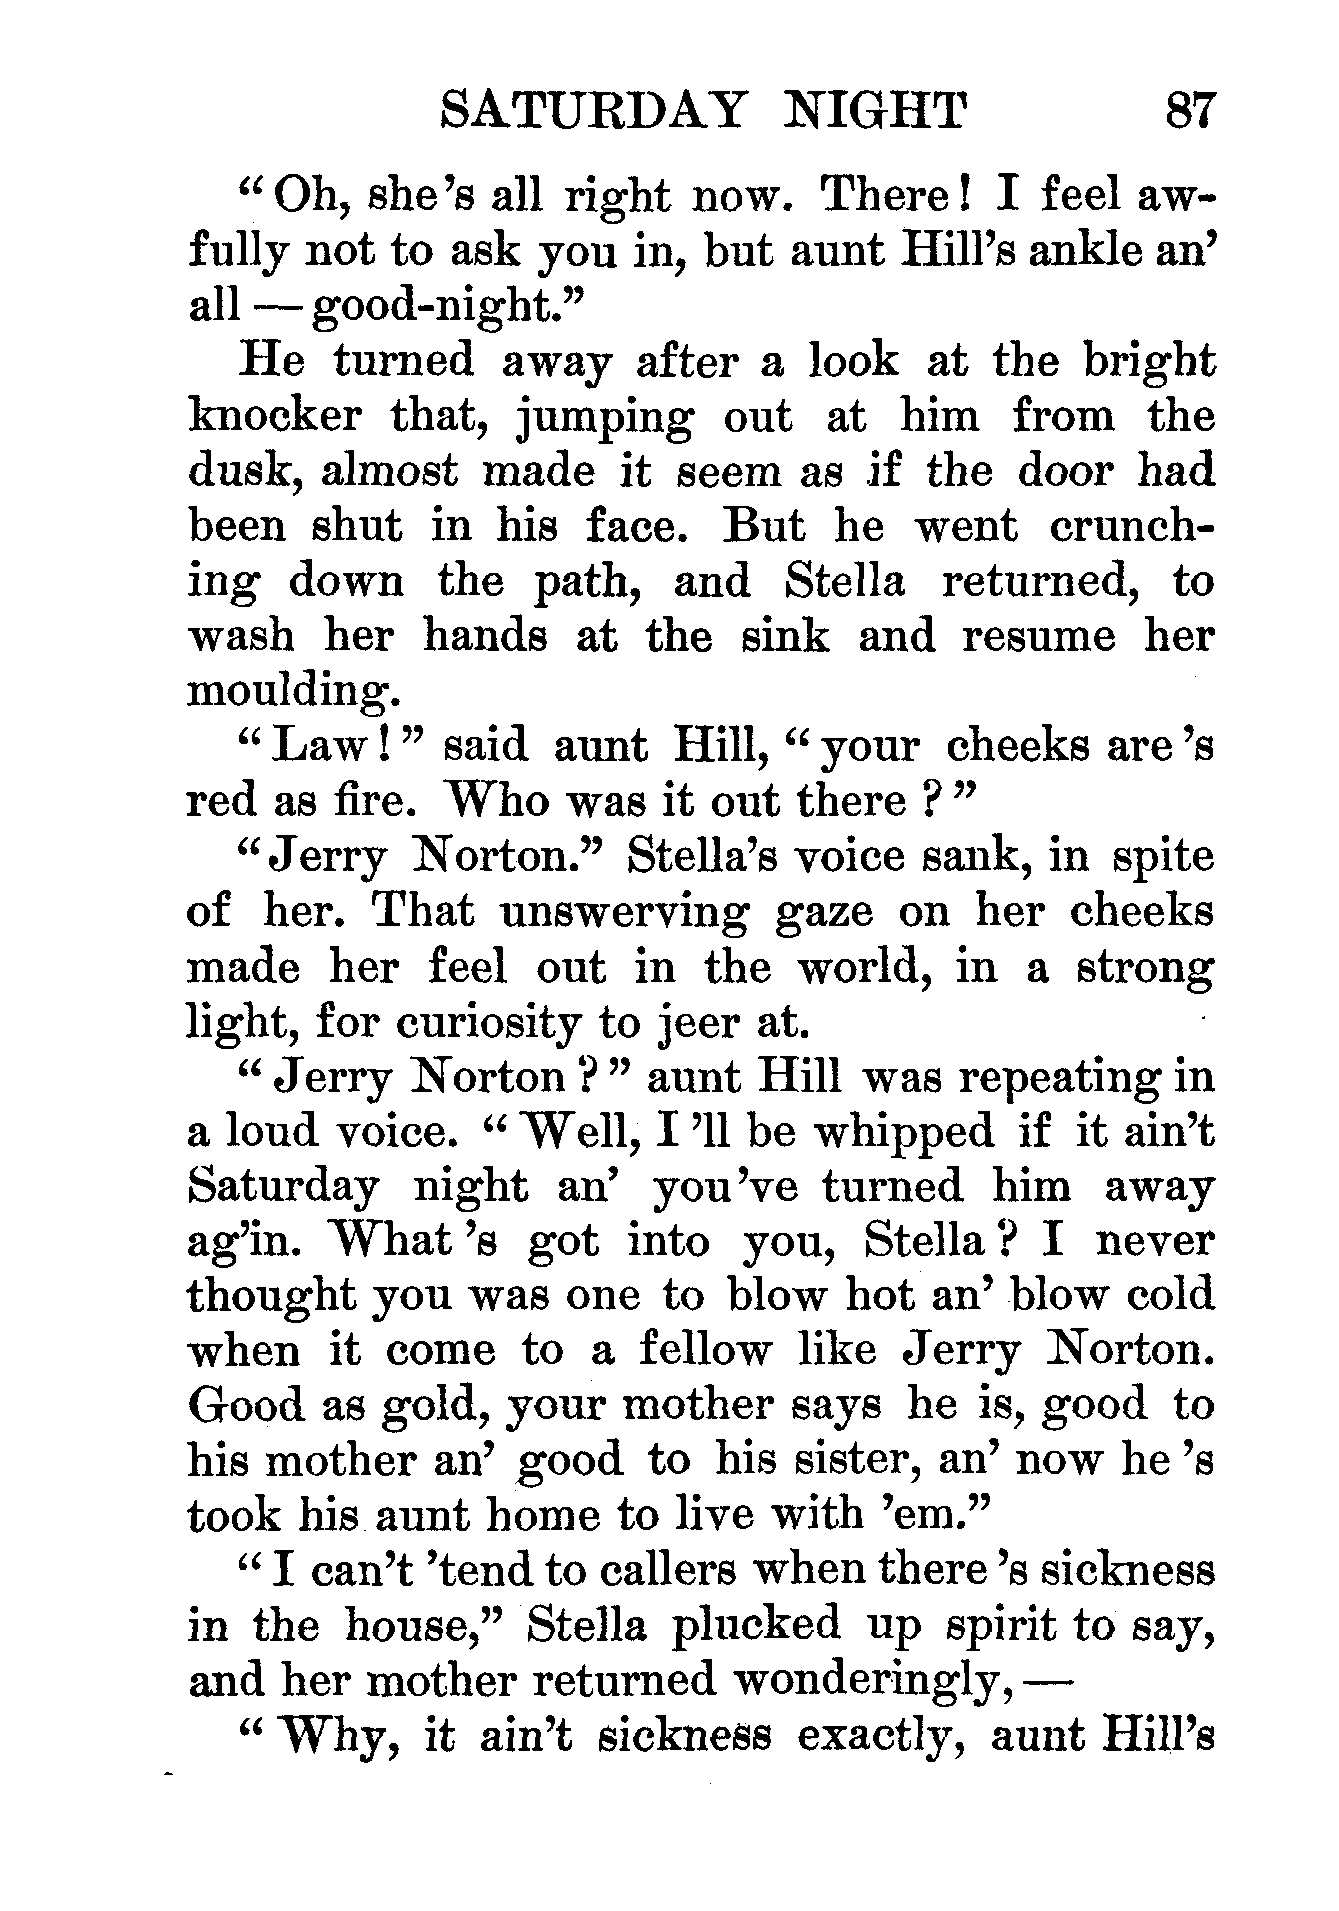 SATURDAY NIGHT 87
“Oh, she’s all right now. There! I feel aw-
fully not to ask you in, but aunt Hill’s ankle an’
all — good-night.”
He turned away after a look at the bright
knocker that, jumping out at him from the
dusk, almost made it seem as if the door had
been shut in his face. But he went crunch-
ing down the path, and Stella returned, to
wash her hands at the sink and resume her
moulding.
“Law!” said aunt Hill, “your cheeks are ’s
red as fire. Who was it out there?”
“Jerry Norton.” Stella’s voice sank, in spite
of her. That unswerving gaze on her cheeks
made her feel out in the world, in a strong
light, for curiosity to jeer at.
“Jerry Norton?” aunt Hill was repeating in
a loud voice. “Well, I ’ll be whipped if it ain’t
Saturday night an’ you’ve turned him away
ag’in. What ’s got into you, Stella? I never
thought you was one to blow hot an’ blow cold
when it come to a fellow like Jerry Norton.
Good as gold, your mother says he is, good to
his mother an’ good to his sister, an’ now he ’s
took his aunt home to live with ’em.”
“I can’t ’tend to callers when there ’s sickness
in the house,” Stella plucked up spirit to say,
and her mother returned wonderingly, —
“Why, it ain’t sickness exactly, aunt Hill’s